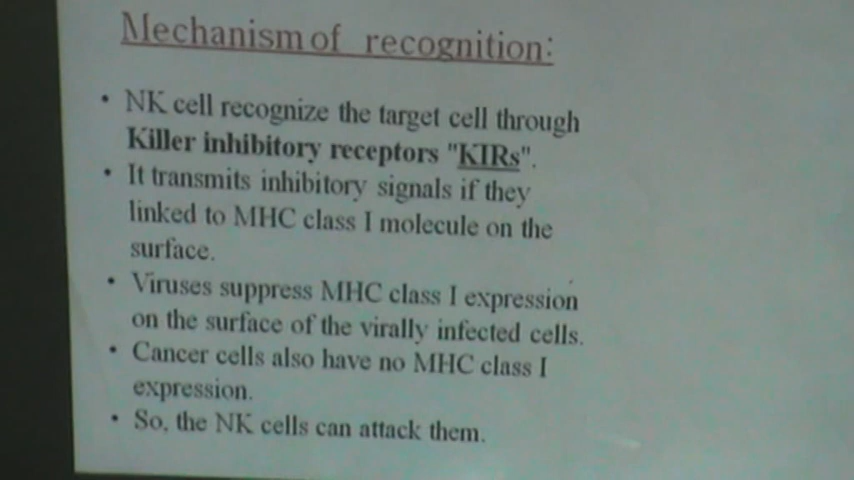 Mechanism of recognition:
• NK cell recognize the target cell through
Killer inhibitory receptors "KIRs".
• It transmits inhibitory signals if they
linked to MHC class I molecule on the
surface.
• Viruses suppress MHC class I expression
on the surface of the virally infected cells.
• Cancer cells also have no MHC class I
expression.
• So, the NK cells can attack them.